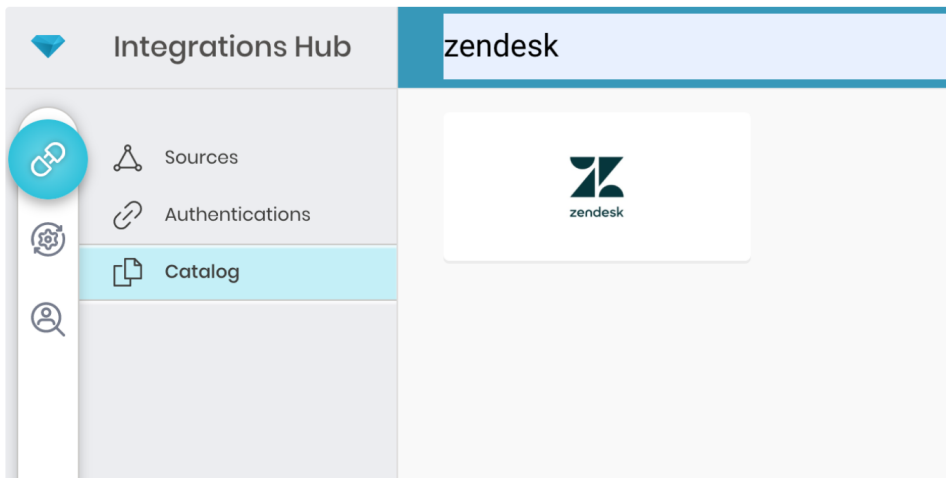 Integrations Hub
zendesk
Sources
Authentications
Catalog
zendesk